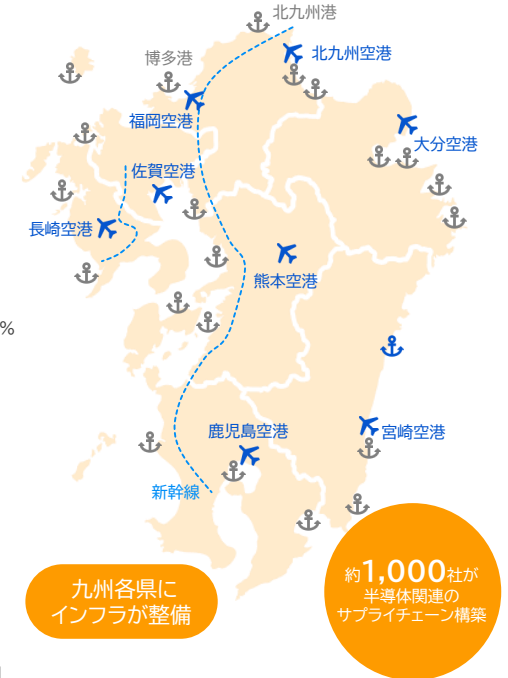 北九州港
北九州空港
博多港
福岡空港
大分空港
佐賀空港
長崎空港
熊本空港
%
鹿児島空港
宮崎空港
新幹線
九州各県に
インフラが整備
約1,000社が
半導体関連の
サプライチェーン構築